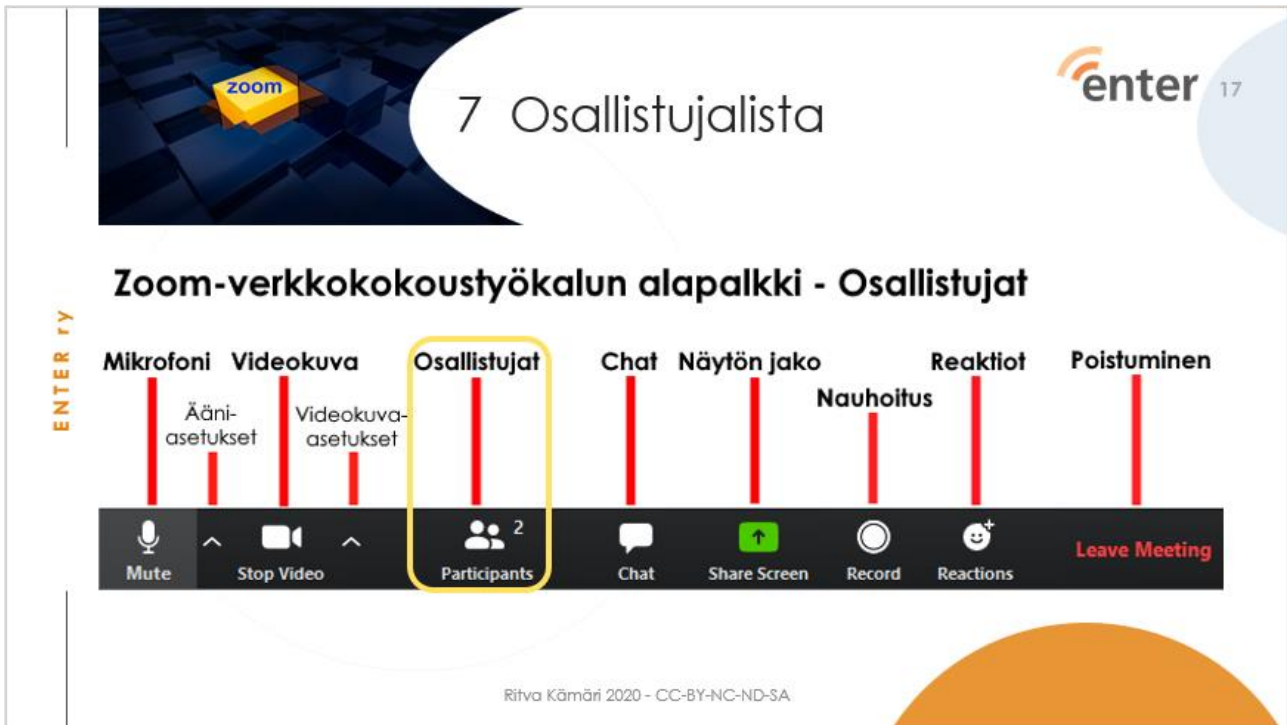 zoom
7 Osallistujalista
enter
17
Zoom-verkkokokoustyökalun alapalkki - Osallistujat
ENTER ry
Mikrofoni Videokuva Osallistujat Chat Näytön jako Reaktiot Poistuminen
Nauhoitus
Ääni-
asetukset
Videokuva-
asetukset
2
Mute Stop Video Participants Chat Share Screen Record Reactions Leave Meeting
Ritva Kämäri 2020 - CC-BY-NC-ND-SA